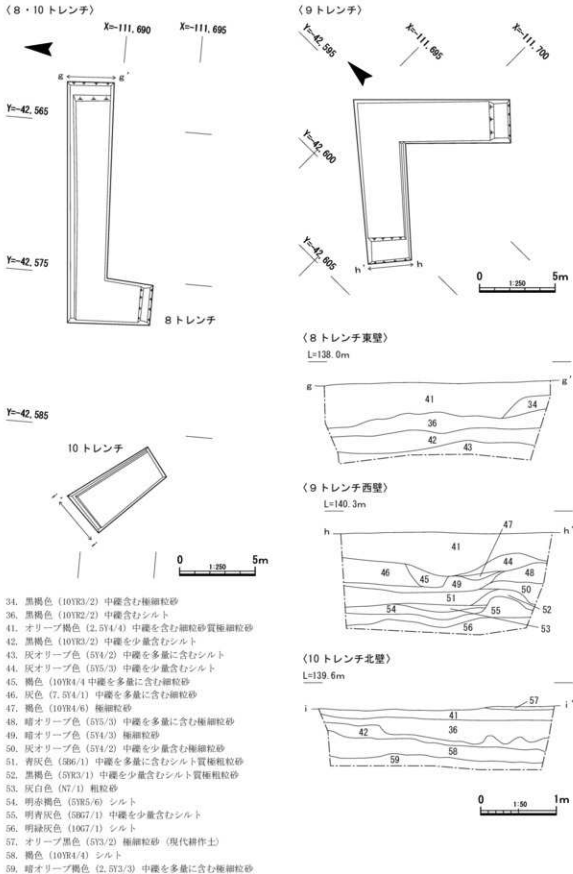 〈8・10トレンチ〉
X=-111,690
X=-111,695
g
g'
Y=-42,565
Y=-42,575
8トレンチ
Y=-42,585
10トレンチ
i'
i
0
5m
1:250
〈9トレンチ〉
Y=-42,595
X=-111,695
X=-111,700
Y=-42,600
Y=-42,605
h'
h
0
5m
1:250
〈8トレンチ東壁〉
L=138.0m
g
g'
41
34
36
42
43
〈9トレンチ西壁〉
L=140.3m
h
h'
47
41
44
46
45
49
48
50
51
54
55
52
56
53
〈10トレンチ北壁〉
L=139.6m
57
i
i'
41
42
36
58
59
0
1m
1:50
34. 黒褐色 (10YR3/2) 中礫含む極細粒砂
36. 黒褐色 (10YR2/2) 中礫含むシルト
41. オリーブ褐色 (2.5Y4/4) 中礫を含む細粒砂質極細粒砂
42. 黒褐色 (10YR3/2) 中礫を少量含むシルト
43. 灰オリーブ色 (5Y4/2) 中礫を多量に含むシルト
44. 灰オリーブ色 (5Y5/3) 中礫を少量含むシルト
45. 褐色 (10YR4/4 中礫を多量に含む細粒砂
46. 灰色 (7.5Y4/1) 中礫を多量に含む細粒砂
47. 褐色 (10YR4/6) 極細粒砂
48. 暗オリーブ色 (5Y5/3) 中礫を多量に含む極細粒砂
49. 暗オリーブ色 (5Y4/3) 極細粒砂
50. 灰オリーブ色 (5Y4/2) 中礫を少量含む極細粒砂
51. 青灰色 (5B6/1) 中礫を多量に含むシルト質極粗粒砂
52. 黒褐色 (5YR3/1) 中礫を少量含むシルト質極粗粒砂
53. 灰白色 (N7/1) 粗粒砂
54. 明赤褐色 (5YR5/6) シルト
55. 明青灰色 (5BG7/1) 中礫を少量含むシルト
56. 明緑灰色 (10G7/1) シルト
57. オリーブ黒色 (5Y3/2) 極細粒砂 (現代耕作土)
58. 褐色 (10YR4/4) シルト
59. 暗オリーブ褐色 (2.5Y3/3) 中礫を多量に含む極細粒砂